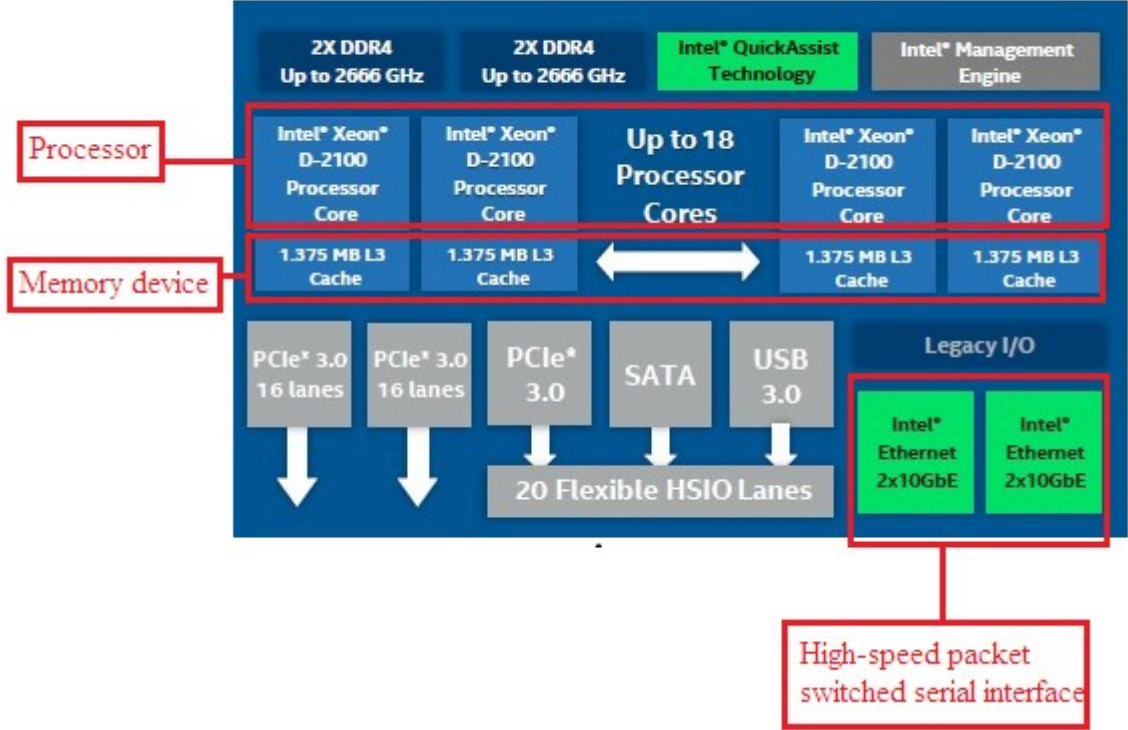 2X DDR4
Up to 2666 GHz
2X DDR4
Up to 2666 GHz
Intel® QuickAssist
Technology
Intel® Management
Engine
Processor
Intel® Xeon®
D-2100
Processor
Core
Intel® Xeon®
D-2100
Processor
Core
Up to 18
Processor
Cores
Intel® Xeon®
D-2100
Processor
Core
Intel® Xeon®
D-2100
Processor
Core
Memory device
1.375 MB L3
Cache
1.375 MB L3
Cache
1.375 MB L3
Cache
1.375 MB L3
Cache
PCIe® 3.0
16 lanes
PCIe® 3.0
16 lanes
PCIe®
3.0
SATA
USB
3.0
Legacy I/O
20 Flexible HSIO Lanes
Intel®
Ethernet
2x10GbE
Intel®
Ethernet
2x10GbE
High-speed packet
switched serial interface